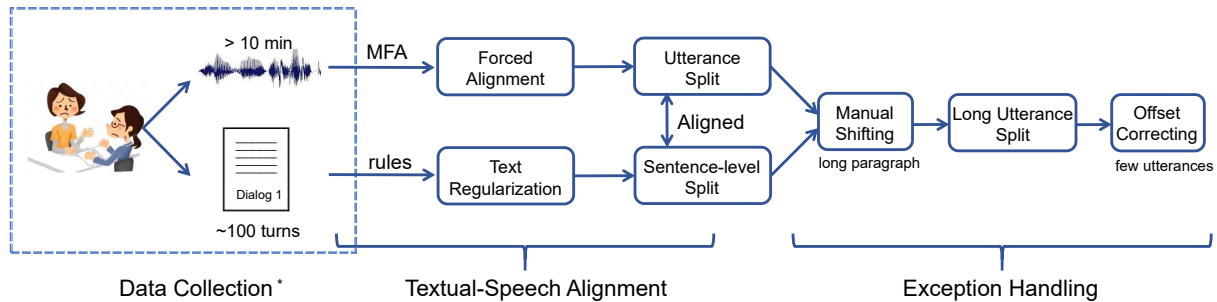 > 10 min
MFA
Forced
Alignment
Utterance
Split
Aligned
Manual
Shifting
long paragraph
Long Utterance
Split
Offset
Correcting
few utterances
Dialog 1
~100 turns
rules
Text
Regularization
Sentence-level
Split
Data Collection *
Textual-Speech Alignment
Exception Handling